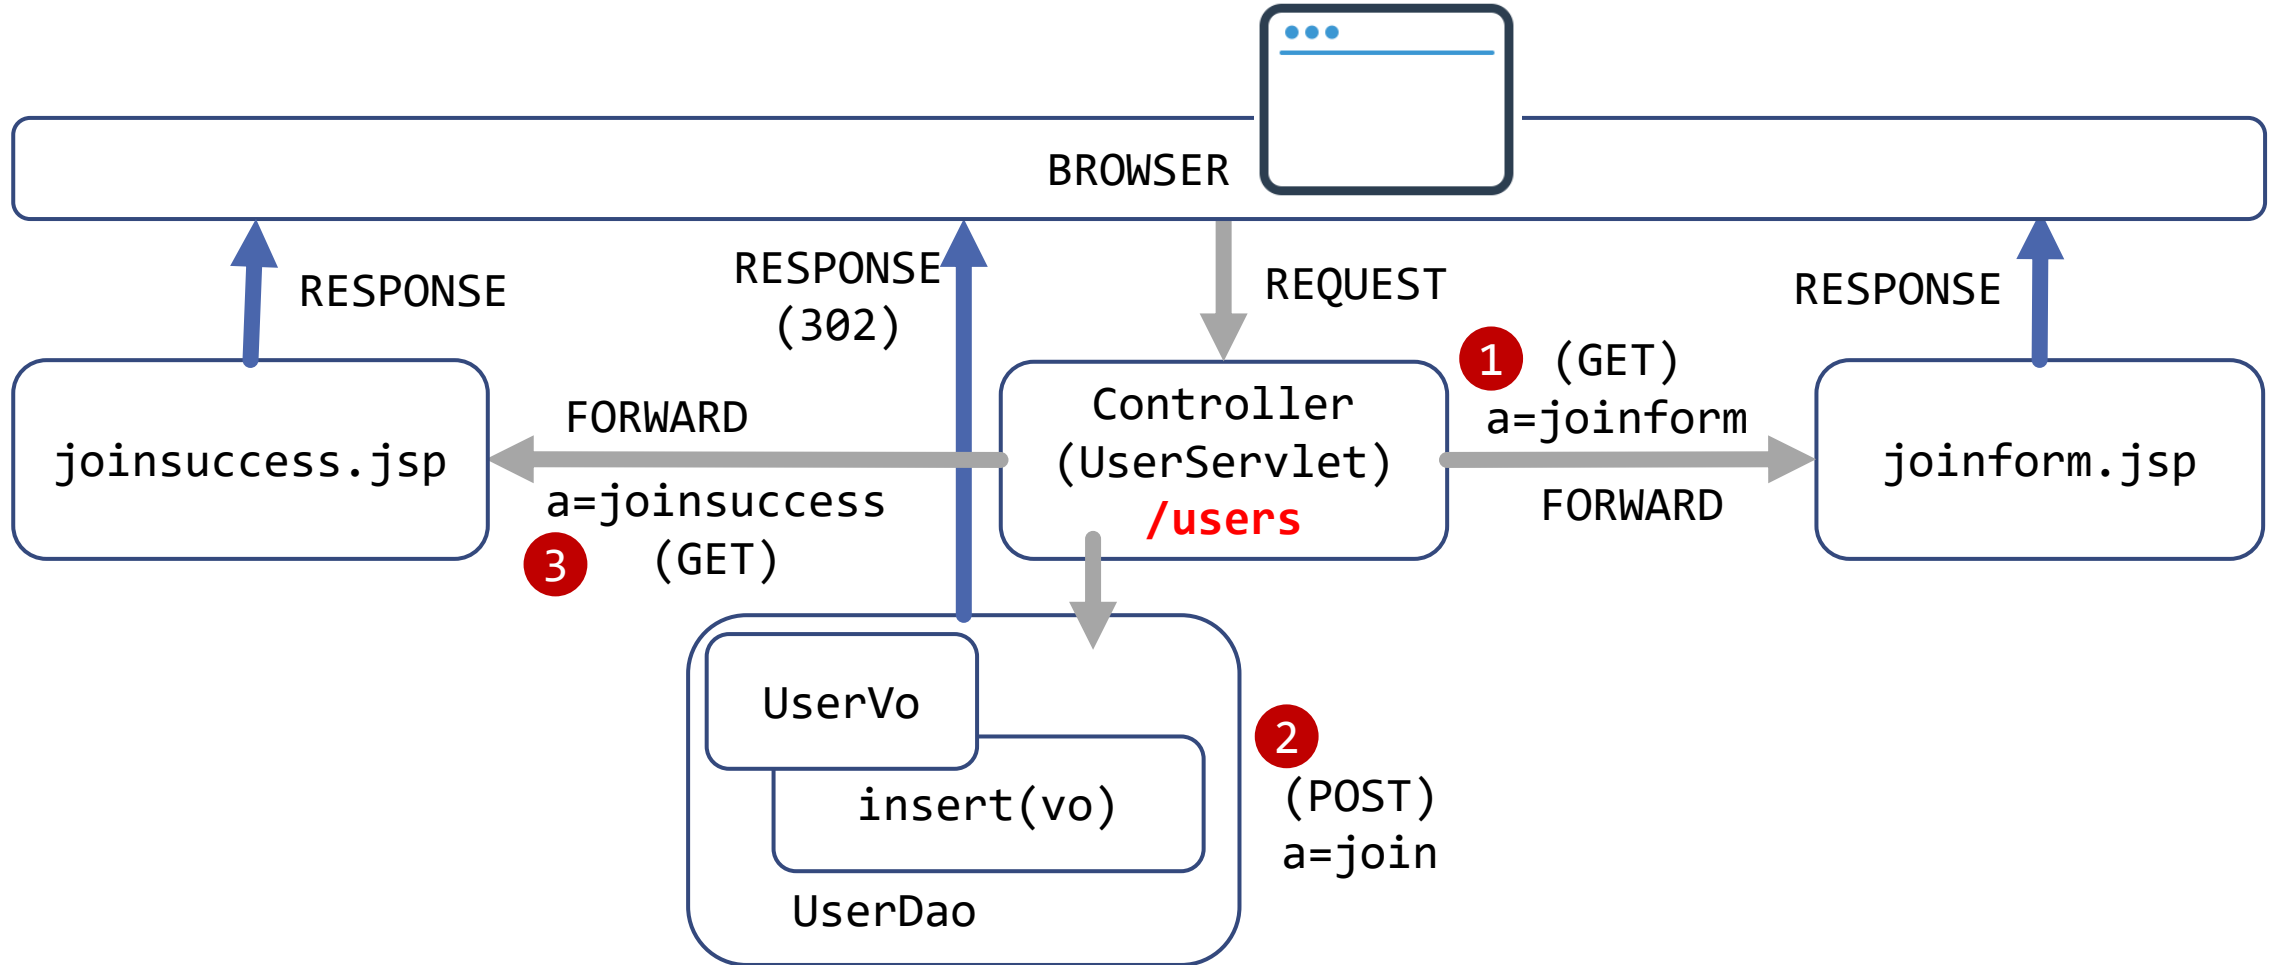 BROWSER
RESPONSE
RESPONSE
(302)
REQUEST
RESPONSE
1
(GET)
a=joinform
FORWARD
joinform.jsp
Controller
(UserServlet)
/users
FORWARD
a=joinsuccess
(GET)
3
joinsuccess.jsp
UserVo
insert(vo)
UserDao
2
(POST)
a=join